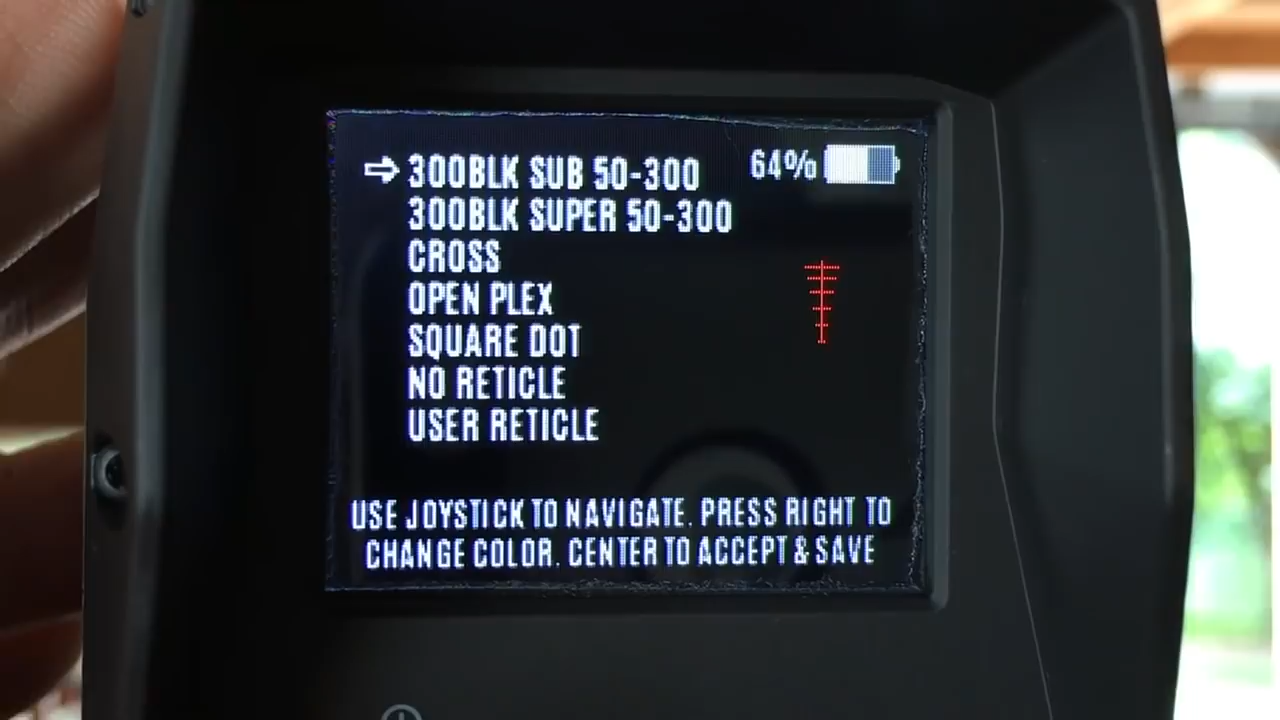 ⇨ 300BLK SUB 50-300 64%
300BLK SUPER 50-300
CROSS
OPEN PLEX
SQUARE DOT
NO RETICLE
USER RETICLE
USE JOYSTICK TO NAVIGATE. PRESS RIGHT TO
CHANGE COLOR. CENTER TO ACCEPT & SAVE